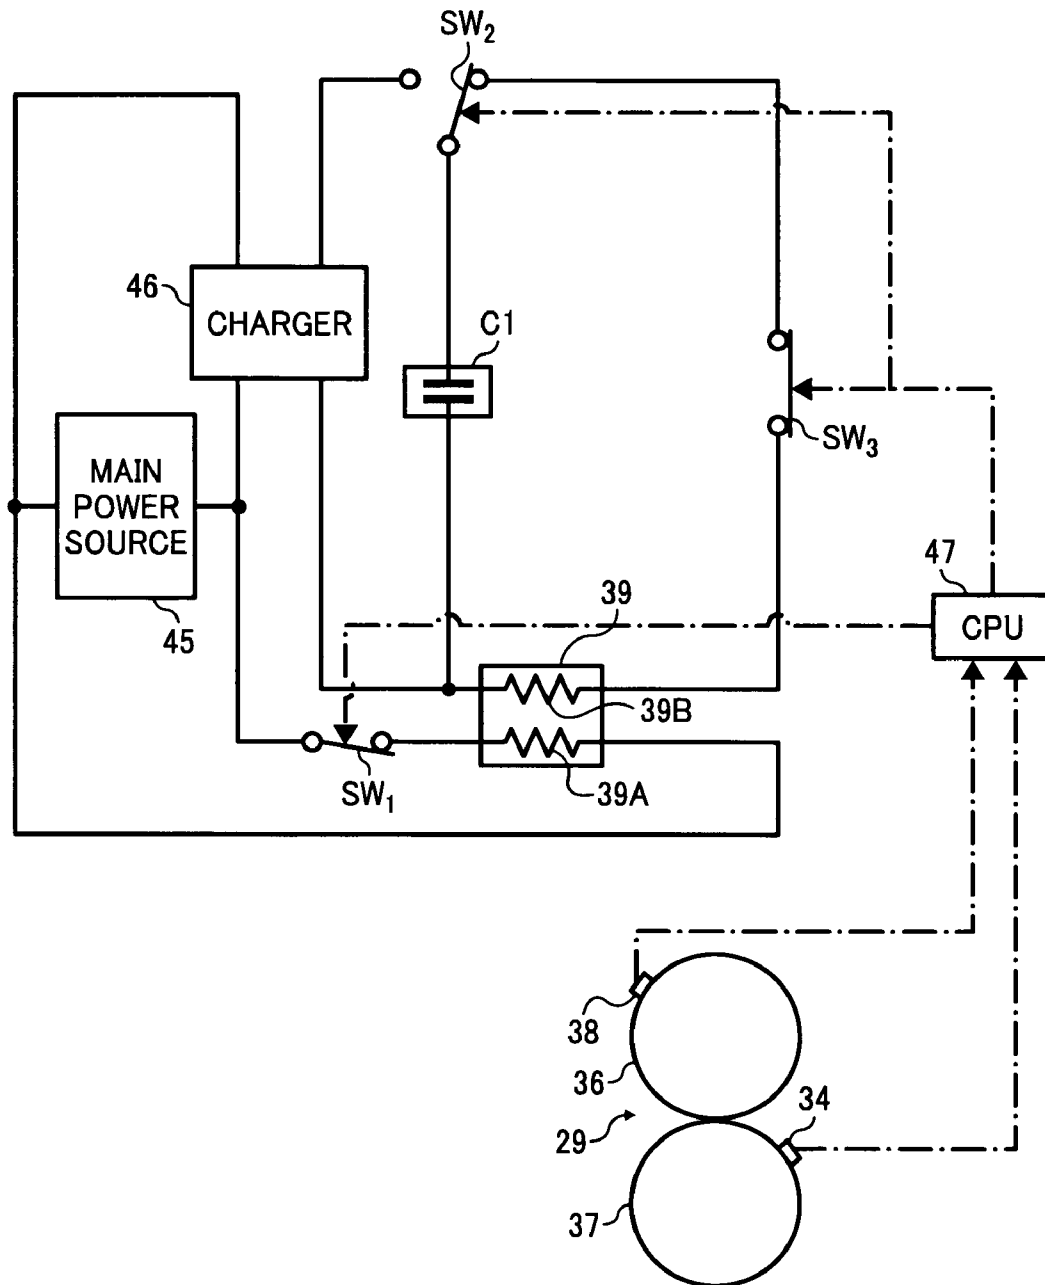 SW2
46
CHARGER
C1
MAIN
POWER
SOURCE
SW3
45
39
47
CPU
39B
SW1
39A
38
36
34
29
37